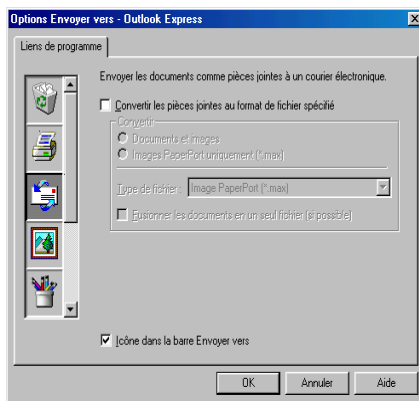 Options Envoyer vers - Outlook Express
Liens de programme
Envoyer les documents comme pièces jointes à un courier électronique.
Convertir les pièces jointes au format de fichier spécifié
Convertir
Documents et images
Images PaperPort uniquement (*.max)
Type de fichier : Image PaperPort (*.max)
Fusionner les documents en un seul fichier (si possible)
Icône dans la barre Envoyer vers
OK Annuler Aide